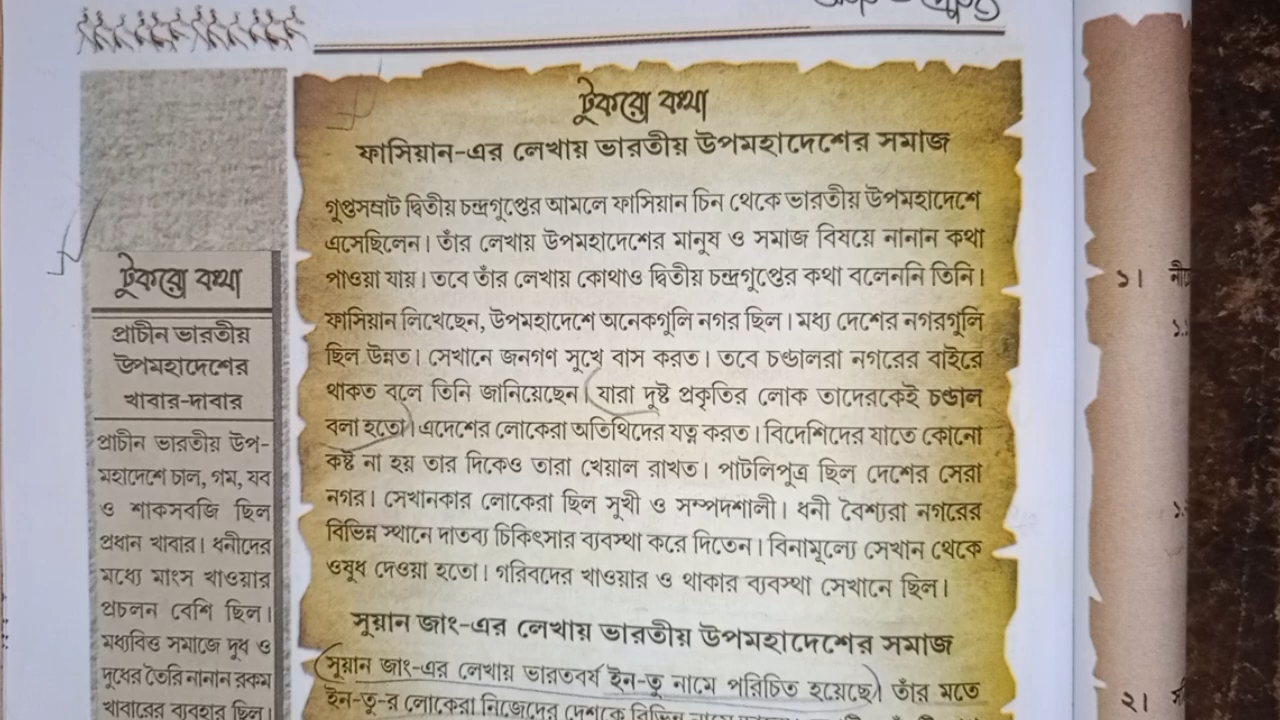 টুকরো কথা
প্রাচীন ভারতীয়
উপমহাদেশের
খাবার-দাবার
প্রাচীন ভারতীয় উপ-
মহাদেশে চাল, গম, যব
ও শাকসবজি ছিল
প্রধান খাবার। ধনীদের
মধ্যে মাংস খাওয়ার
প্রচলন বেশি ছিল।
মধ্যবিত্ত সমাজে দুধ ও
দুধের তৈরি নানান রকম
খাবারের ব্যবহার ছিল।
টুকরো কথা
ফাসিয়ান-এর লেখায় ভারতীয় উপমহাদেশের সমাজ
গুপ্তসম্রাট দ্বিতীয় চন্দ্রগুপ্তের আমলে ফাসিয়ান চিন থেকে ভারতীয় উপমহাদেশে
এসেছিলেন। তাঁর লেখায় উপমহাদেশের মানুষ ও সমাজ বিষয়ে নানান কথা
পাওয়া যায়। তবে তাঁর লেখায় কোথাও দ্বিতীয় চন্দ্রগুপ্তের কথা বলেননি তিনি।
ফাসিয়ান লিখেছেন, উপমহাদেশে অনেকগুলি নগর ছিল। মধ্য দেশের নগরগুলি
ছিল উন্নত। সেখানে জনগণ সুখে বাস করত। তবে চণ্ডালরা নগরের বাইরে
থাকত বলে তিনি জানিয়েছেন। যারা দুষ্ট প্রকৃতির লোক তাদেরকেই চণ্ডাল
বলা হতো। এদেশের লোকেরা অতিথিদের যত্ন করত। বিদেশিদের যাতে কোনো
কষ্ট না হয় তার দিকেও তারা খেয়াল রাখত। পাটলিপুত্র ছিল দেশের সেরা
নগর। সেখানকার লোকেরা ছিল সুখী ও সম্পদশালী। ধনী বৈশ্যরা নগরের
বিভিন্ন স্থানে দাতব্য চিকিৎসার ব্যবস্থা করে দিতেন। বিনামূল্যে সেখান থেকে
ওষুধ দেওয়া হতো। গরিবদের খাওয়ার ও থাকার ব্যবস্থা সেখানে ছিল।
সুয়ান জাং-এর লেখায় ভারতীয় উপমহাদেশের সমাজ
সুয়ান জাং-এর লেখায় ভারতবর্ষ ইন-তু নামে পরিচিত হয়েছে। তাঁর মতে
ইন-তু-র লোকেরা নিজেদের দেশকে বিভিন্ন
১।
২।